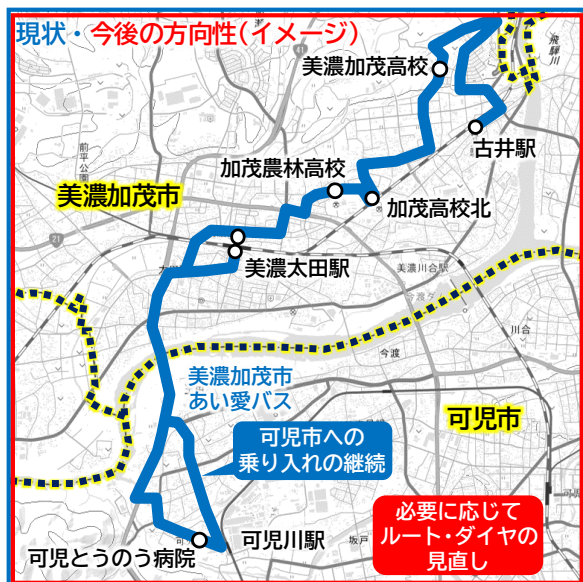 現状・今後の方向性(イメージ)
美濃加茂高校
飛騨川
古井駅
前平公園
加茂農林高校
美濃加茂市
加茂高校北
21
美濃太田駅
美濃川合駅
川合
今渡
美濃加茂市
あい愛バス
可児市
可児市への
乗り入れの継続
必要に応じて
ルート・ダイヤの
見直し
坂戸
可児川駅
可児とうのう病院